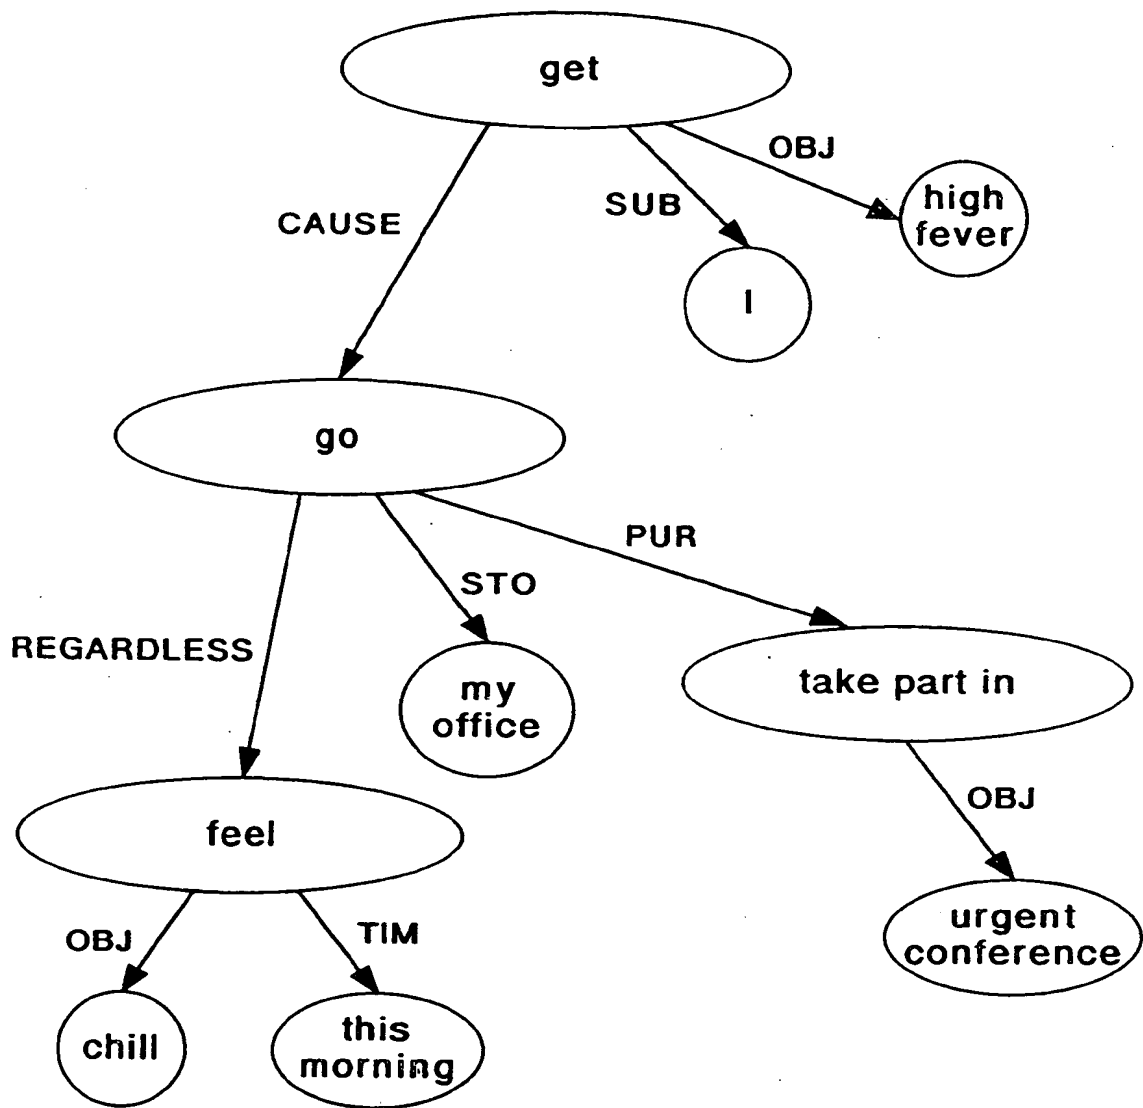 get
OBJ
high
fever
SUB
CAUSE
I
go
PUR
STO
REGARDLESS
my
office
take part in
OBJ
feel
urgent
conference
OBJ
TIM
chill
this
morning